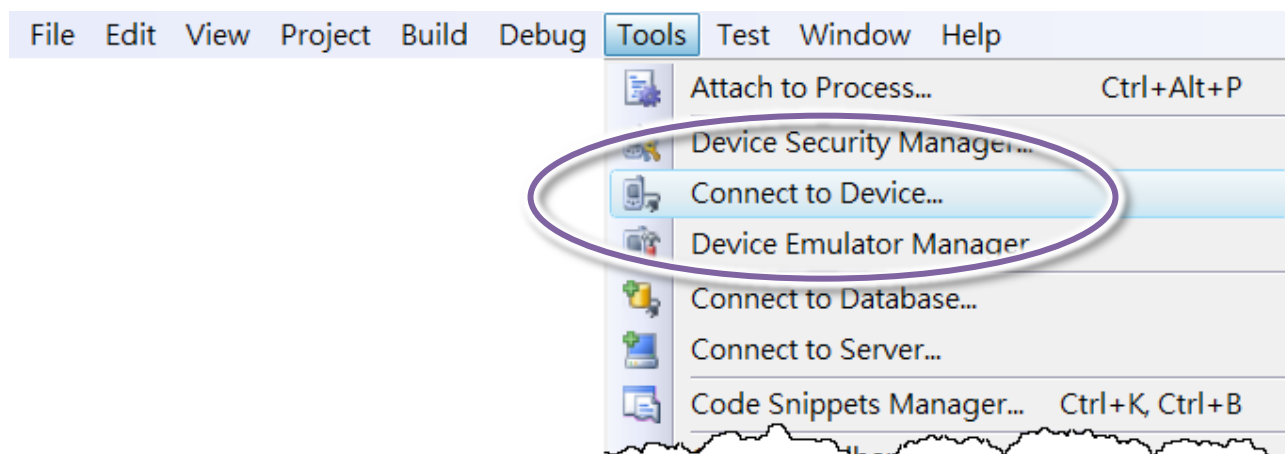 File Edit View Project Build Debug Tools Test Window Help
Attach to Process... Ctrl+Alt+P
Device Security Manager...
Connect to Device...
Device Emulator Manager
Connect to Database...
Connect to Server...
Code Snippets Manager... Ctrl+K, Ctrl+B